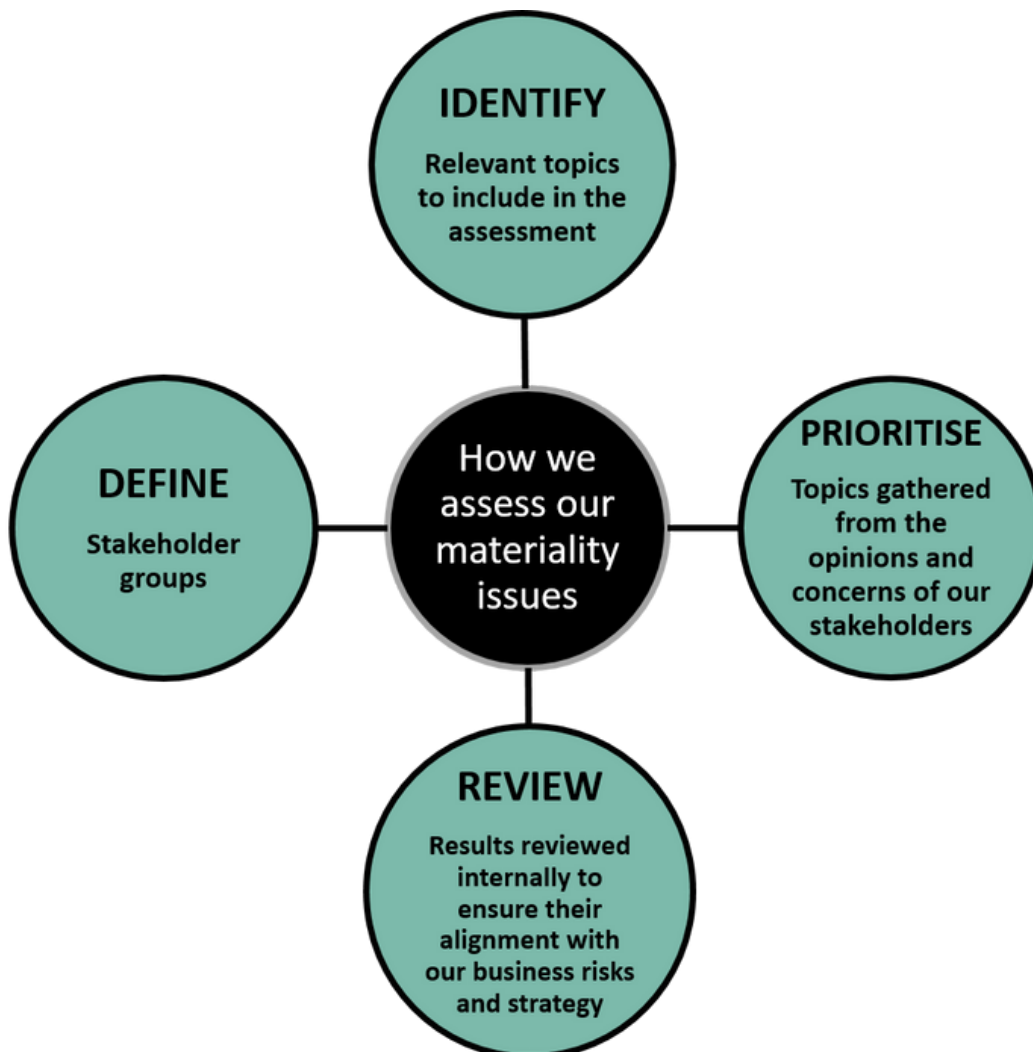 IDENTIFY
Relevant topics
to include in the
assessment
DEFINE
Stakeholder
groups
How we
assess our
materiality
issues
PRIORITISE
Topics gathered
from the
opinions and
concerns of our
stakeholders
REVIEW
Results reviewed
internally to
ensure their
alignment with
our business risks
and strategy